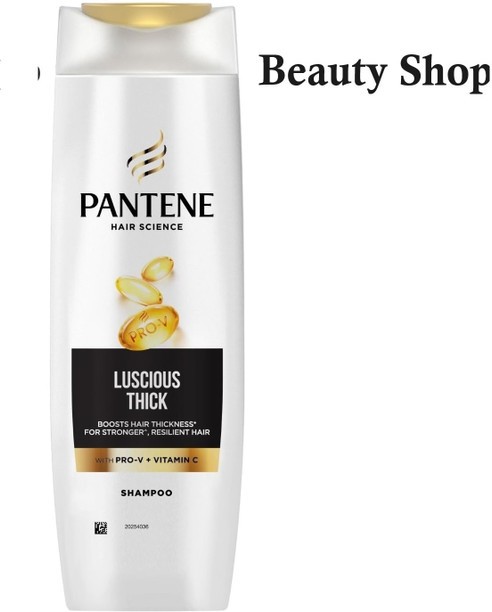 Beauty Shop
PANTENE
HAIR SCIENCE
PRO-V
LUSCIOUS
THICK
BOOSTS HAIR THICKNESS*
FOR STRONGER^, RESILIENT HAIR
WITH PRO-V + VITAMIN C
SHAMPOO